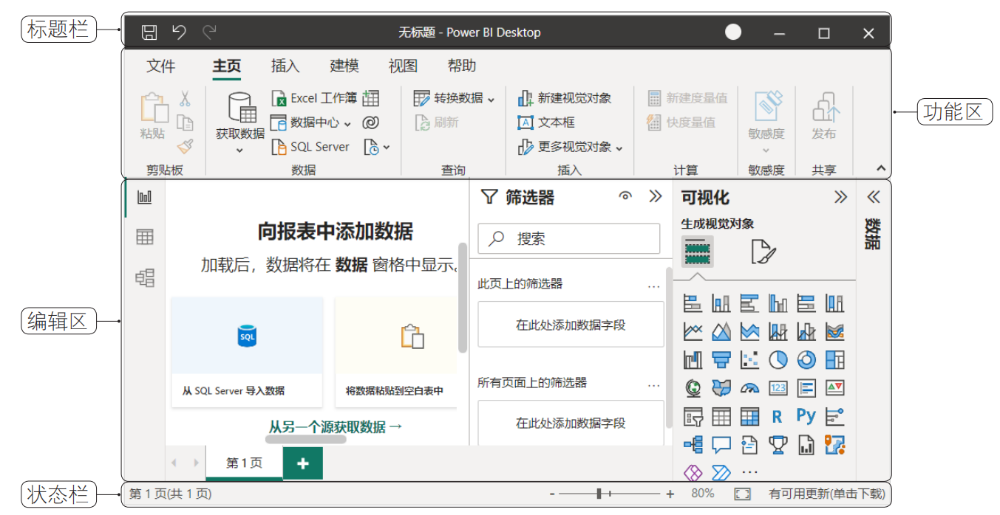 标题栏
无标题 - Power BI Desktop
文件 主页 插入 建模 视图 帮助
粘贴
剪贴板
获取数据
Excel 工作簿
数据中心
SQL Server
数据
转换数据
刷新
查询
新建视觉对象
文本框
更多视觉对象
插入
新建度量值
快度量值
计算
敏感度
敏感度
发布
共享
功能区
编辑区
向报表中添加数据
加载后，数据将在 数据 窗格中显示。
SQL
从 SQL Server 导入数据
将数据粘贴到空白表中
从另一个源获取数据 →
第 1 页
+
筛选器
搜索
此页上的筛选器 ...
在此处添加数据字段
所有页面上的筛选器 ...
在此处添加数据字段
可视化
生成视觉对象
123
R Py
...
数据
状态栏
第 1 页(共 1 页)
- + 80% 有可用更新(单击下载)